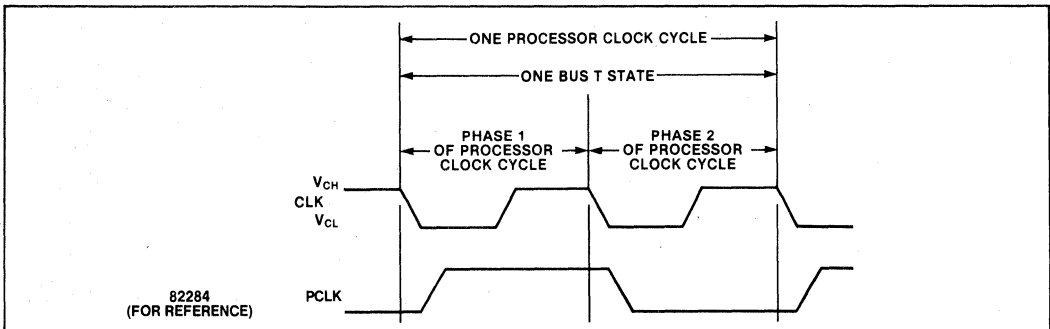 ONE PROCESSOR CLOCK CYCLE
ONE BUS T STATE
PHASE 1
OF PROCESSOR
CLOCK CYCLE
PHASE 2
OF PROCESSOR
CLOCK CYCLE
VCH
CLK
VCL
82284
(FOR REFERENCE)
PCLK